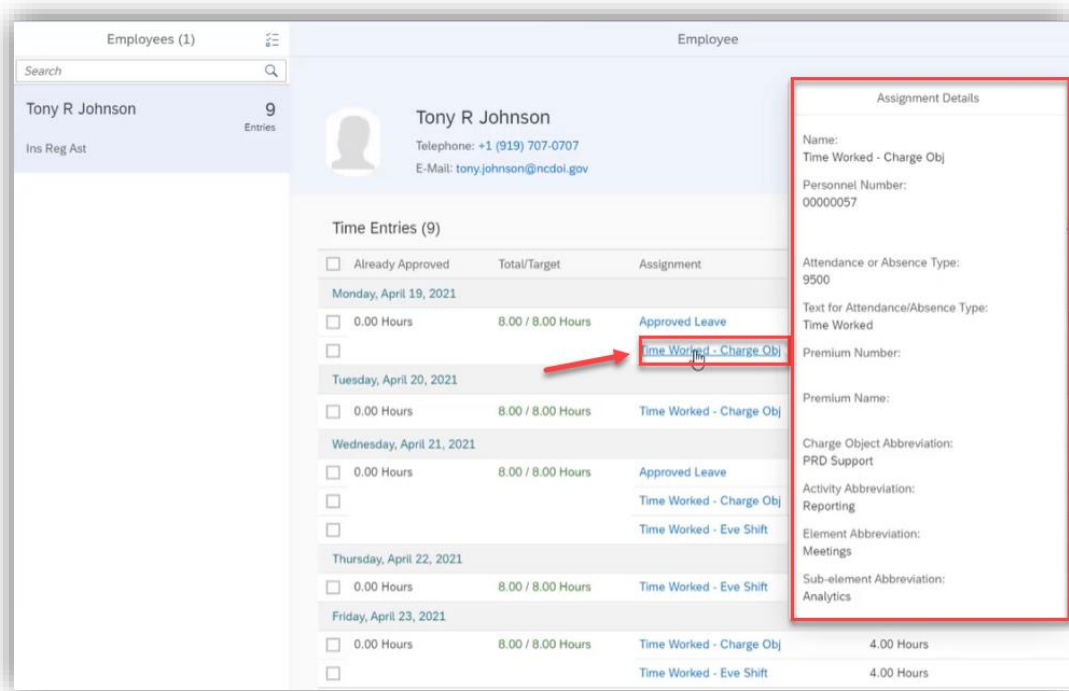 Employees (1)
Search
Tony R Johnson 9
Entries
Ins Reg Ast
Employee
Tony R Johnson
Telephone: +1 (919) 707-0707
E-Mail: tony.johnson@ncdoi.gov
Time Entries (9)
Already Approved Total/Target Assignment
Monday, April 19, 2021
0.00 Hours 8.00 / 8.00 Hours Approved Leave
Time Worked - Charge Obj
Tuesday, April 20, 2021
0.00 Hours 8.00 / 8.00 Hours Time Worked - Charge Obj
Wednesday, April 21, 2021
0.00 Hours 8.00 / 8.00 Hours Approved Leave
Time Worked - Charge Obj
Time Worked - Eve Shift
Thursday, April 22, 2021
0.00 Hours 8.00 / 8.00 Hours Time Worked - Eve Shift
Friday, April 23, 2021
0.00 Hours 8.00 / 8.00 Hours Time Worked - Charge Obj 4.00 Hours
Time Worked - Eve Shift 4.00 Hours
Assignment Details
Name:
Time Worked - Charge Obj
Personnel Number:
00000057
Attendance or Absence Type:
9500
Text for Attendance/Absence Type:
Time Worked
Premium Number:
Premium Name:
Charge Object Abbreviation:
PRD Support
Activity Abbreviation:
Reporting
Element Abbreviation:
Meetings
Sub-element Abbreviation:
Analytics